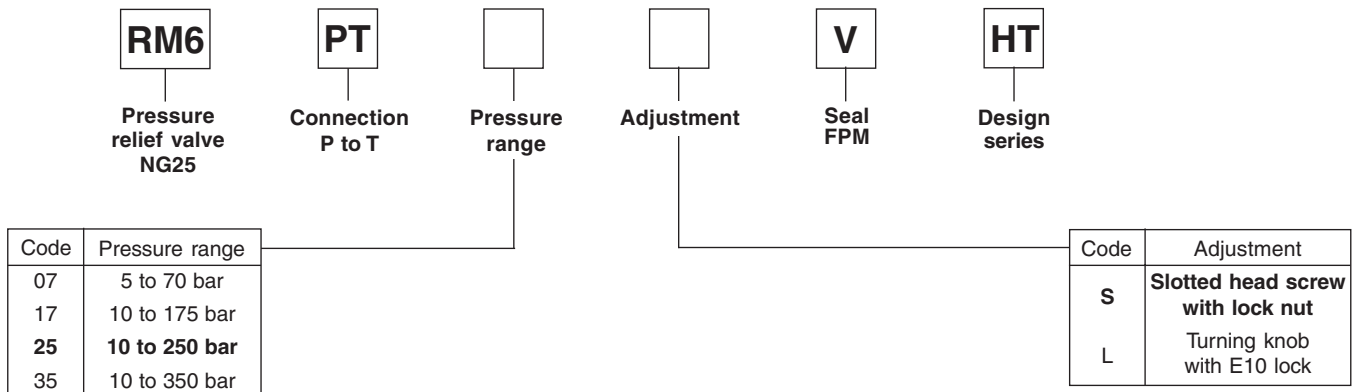 RM6 PT V HT
Pressure relief valve NG25
Connection P to T
Pressure range
Adjustment
Seal FPM
Design series
Code Pressure range
07 5 to 70 bar
17 10 to 175 bar
25 10 to 250 bar
35 10 to 350 bar
Code Adjustment
S Slotted head screw with lock nut
L Turning knob with E10 lock